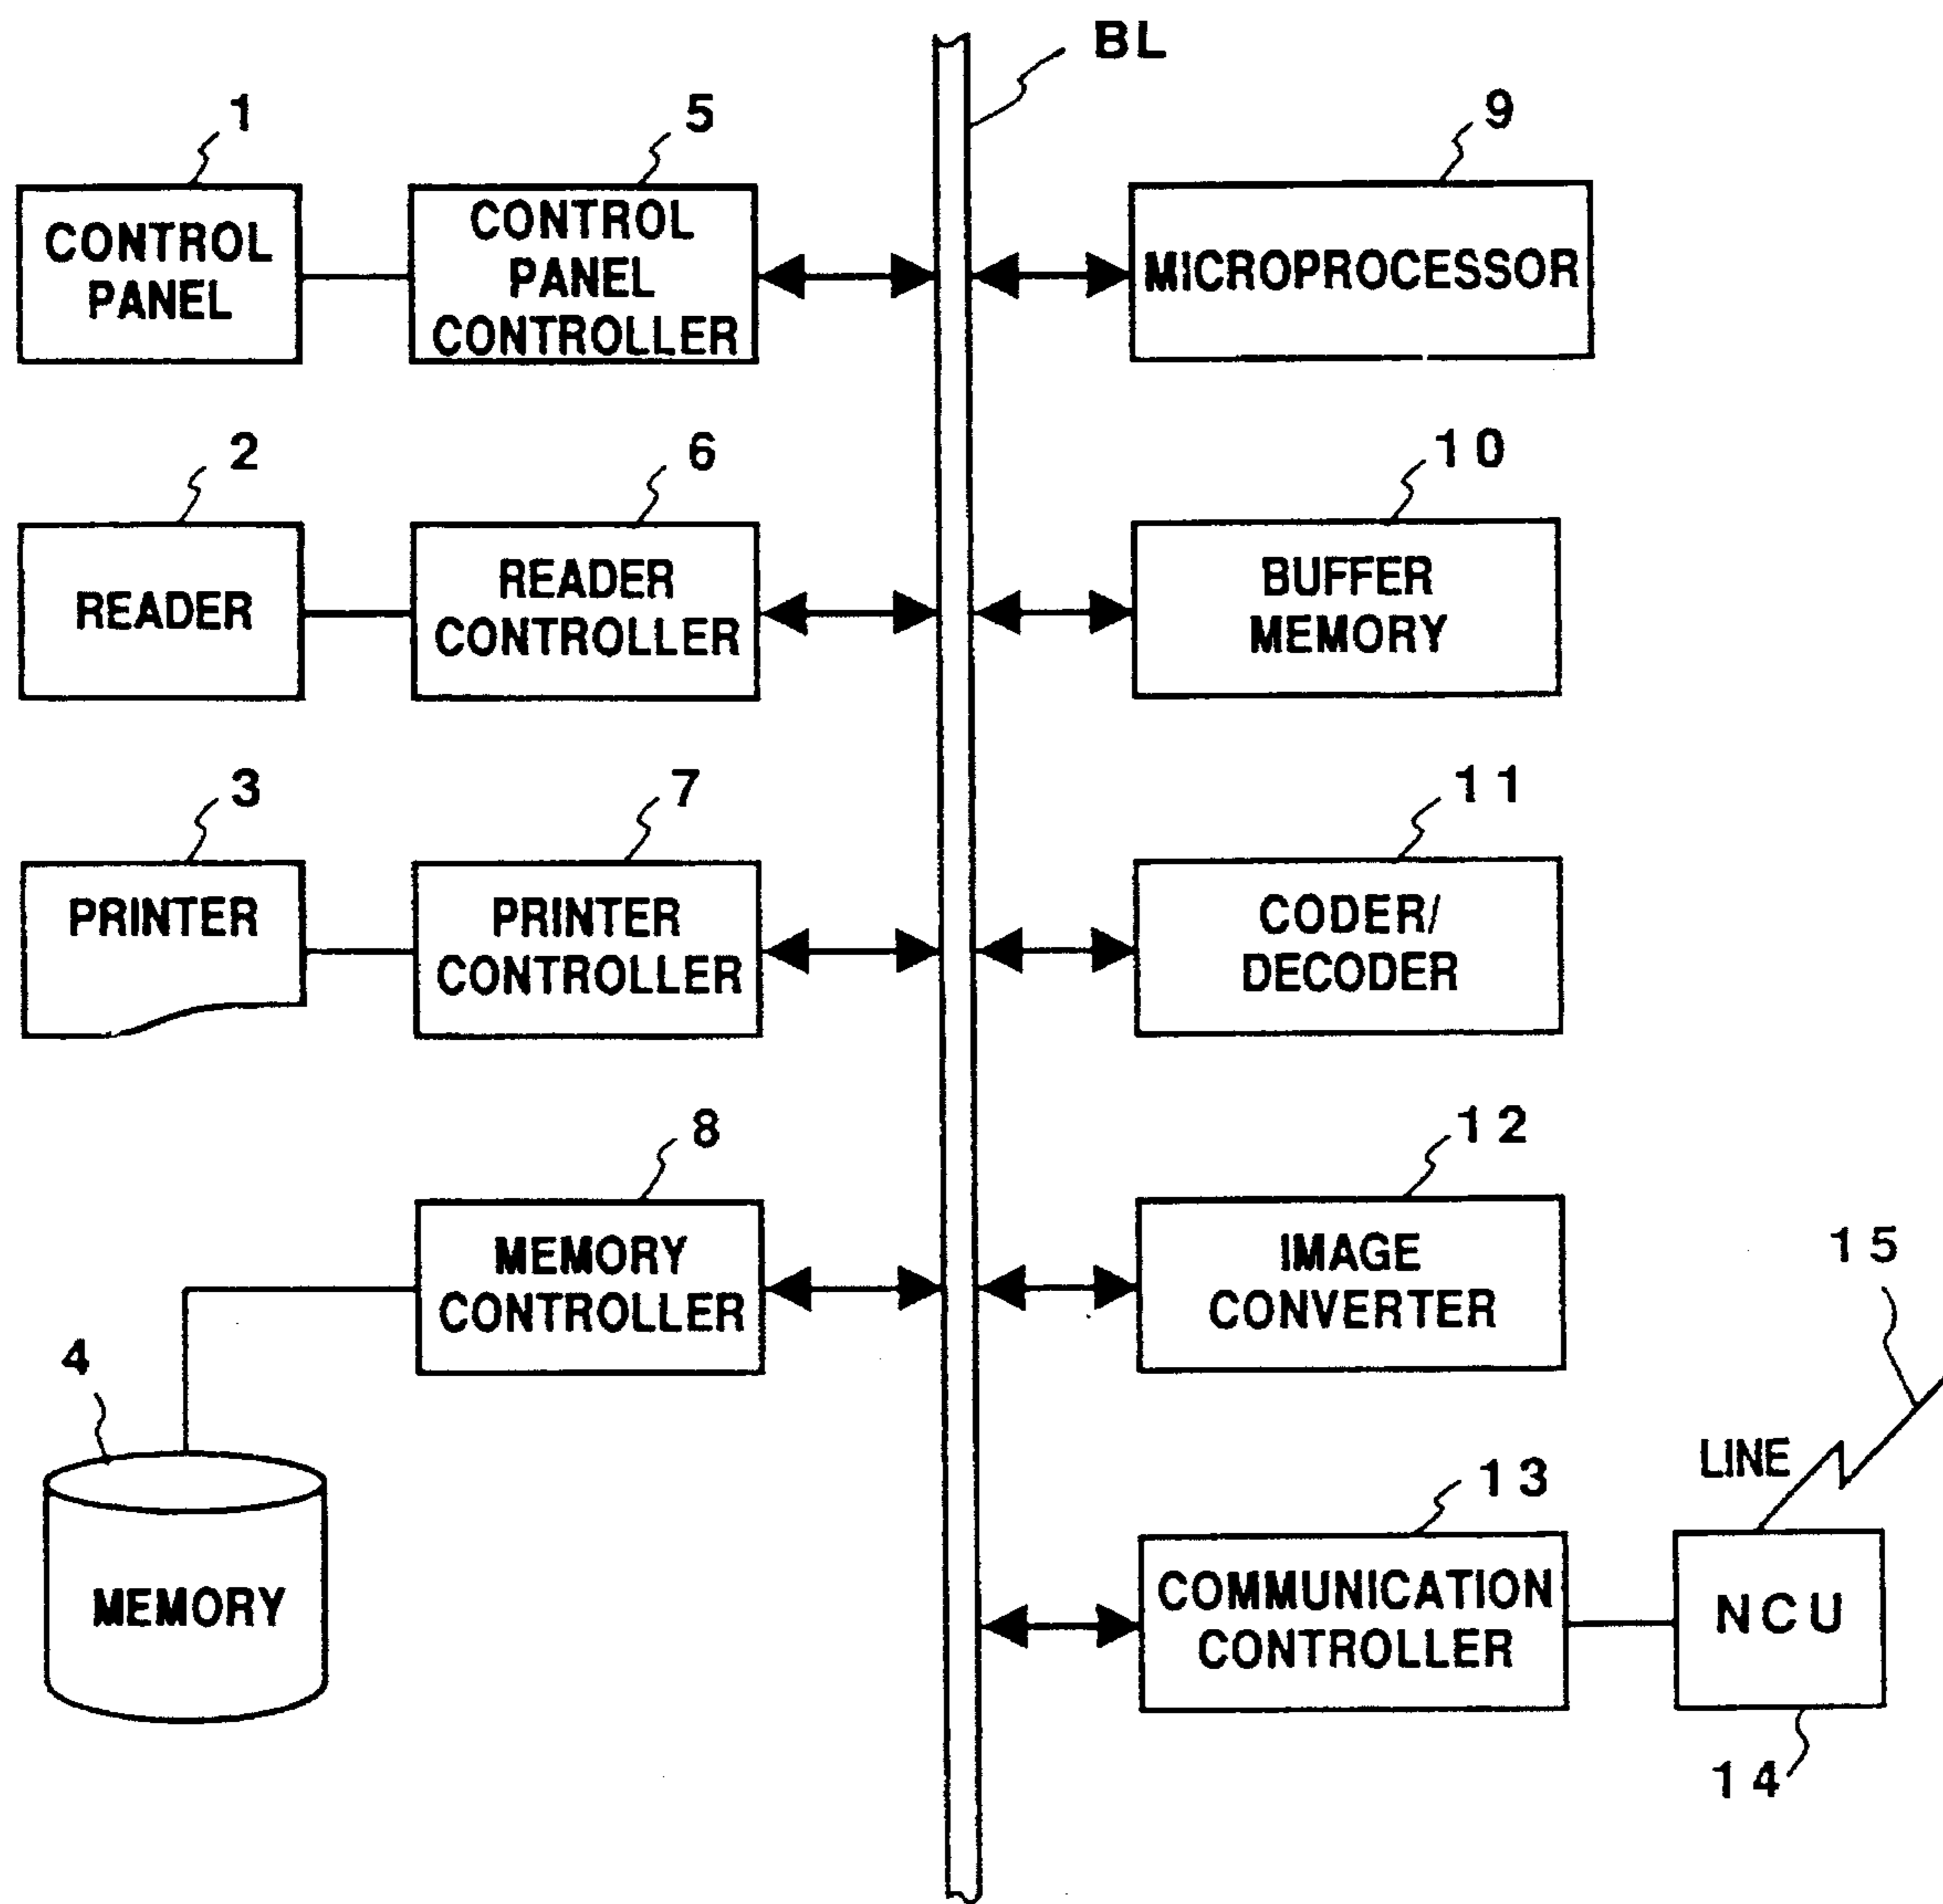 BL
1
5
9
CONTROL
PANEL
CONTROL
PANEL
CONTROLLER
MICROPROCESSOR
2
6
10
READER
READER
CONTROLLER
BUFFER
MEMORY
3
7
11
PRINTER
PRINTER
CONTROLLER
CODER/
DECODER
8
12
MEMORY
CONTROLLER
IMAGE
CONVERTER
15
4
LINE
13
MEMORY
COMMUNICATION
CONTROLLER
NCU
14